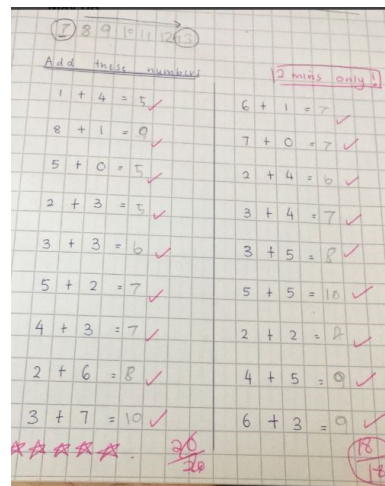 7 8 9 10 11 12 13
Add these numbers
1 + 4 = 5
8 + 1 = 9
5 + 0 = 5
2 + 3 = 5
3 + 3 = 6
5 + 2 = 7
4 + 3 = 7
2 + 6 = 8
3 + 7 = 10
2 mins only!
6 + 1 = 7
7 + 0 = 7
2 + 4 = 6
3 + 4 = 7
3 + 5 = 8
5 + 5 = 10
2 + 2 =
4 + 5 = 9
6 + 3 = 9
20
18